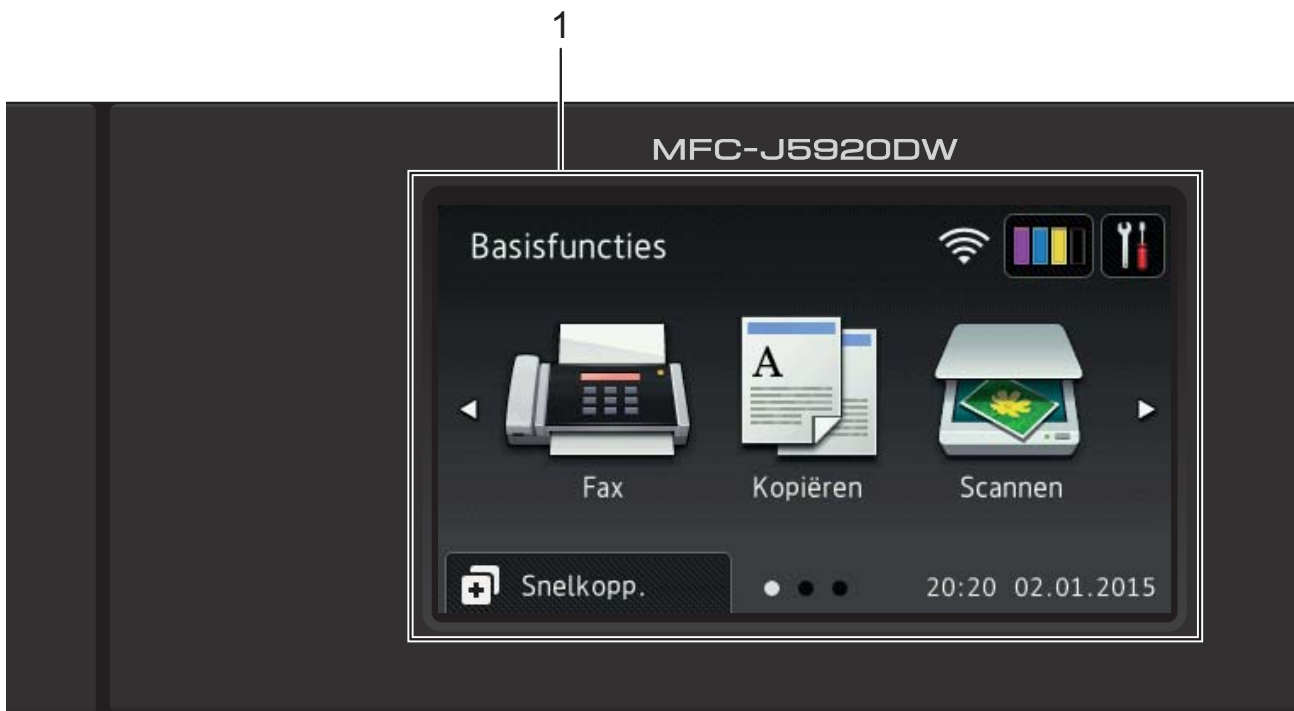 1
MFC-J5920DW
Basisfuncties
A
Fax Kopiëren Scannen
Snelkopp. 20:20 02.01.2015